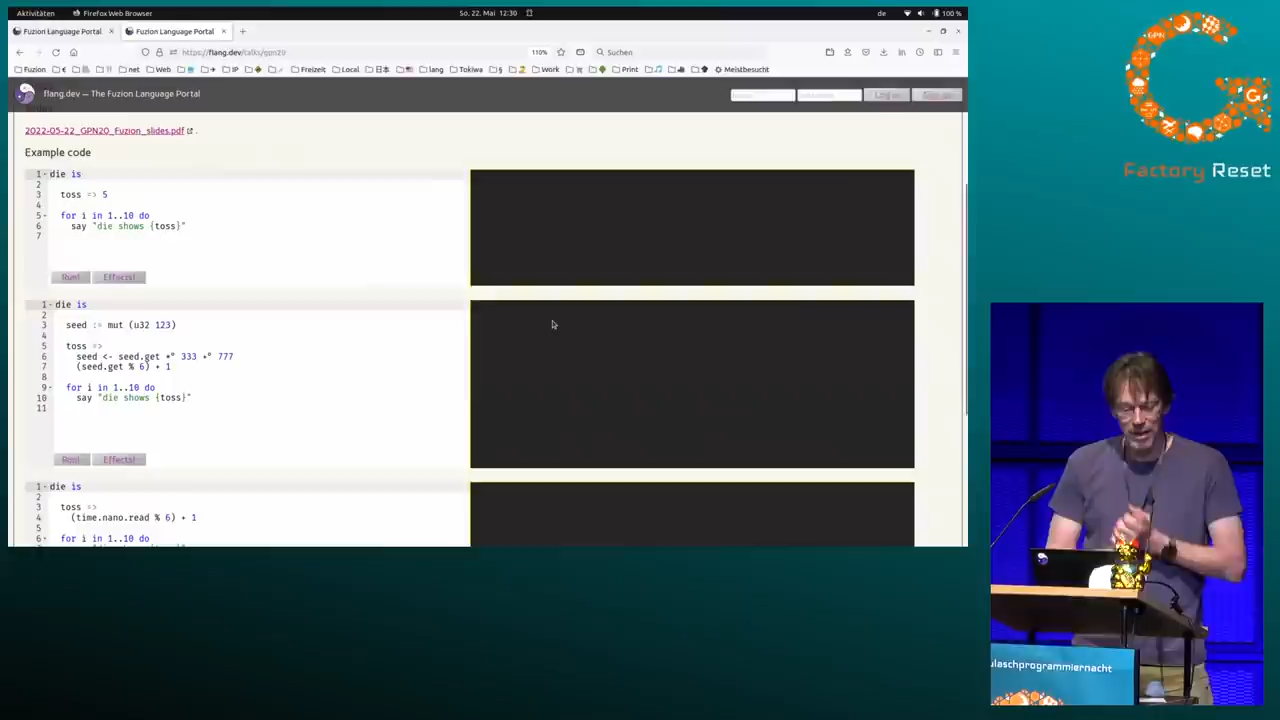 Aktivitäten
Firefox Web Browser
So. 22. Mai 12:30
de
100 %
Fuzion Language Portal
Fuzion Language Portal
https://flang.dev/talks/gpn20
110%
Suchen
Fuzion
€
net
Web
IP
Freizeit
Local
日本
lang
Tokiwa
§
Work
Print
Meistbesucht
flang.dev — The Fuzion Language Portal
2022-05-22_GPN20_Fuzion_slides.pdf .
Example code
1 die is
2
3 toss => 5
4
5 for i in 1..10 do
6 say "die shows {toss}"
7
Run!
Effects!
1 die is
2
3 seed := mut (u32 123)
4
5 toss =>
6 seed <- seed.get *° 333 +° 777
7 (seed.get % 6) + 1
8
9 for i in 1..10 do
10 say "die shows {toss}"
11
Run!
Effects!
1 die is
2
3 toss =>
4 (time.nano.read % 6) + 1
5
6 for i in 1..10 do
Factory Reset
ulaschprogrammiernacht